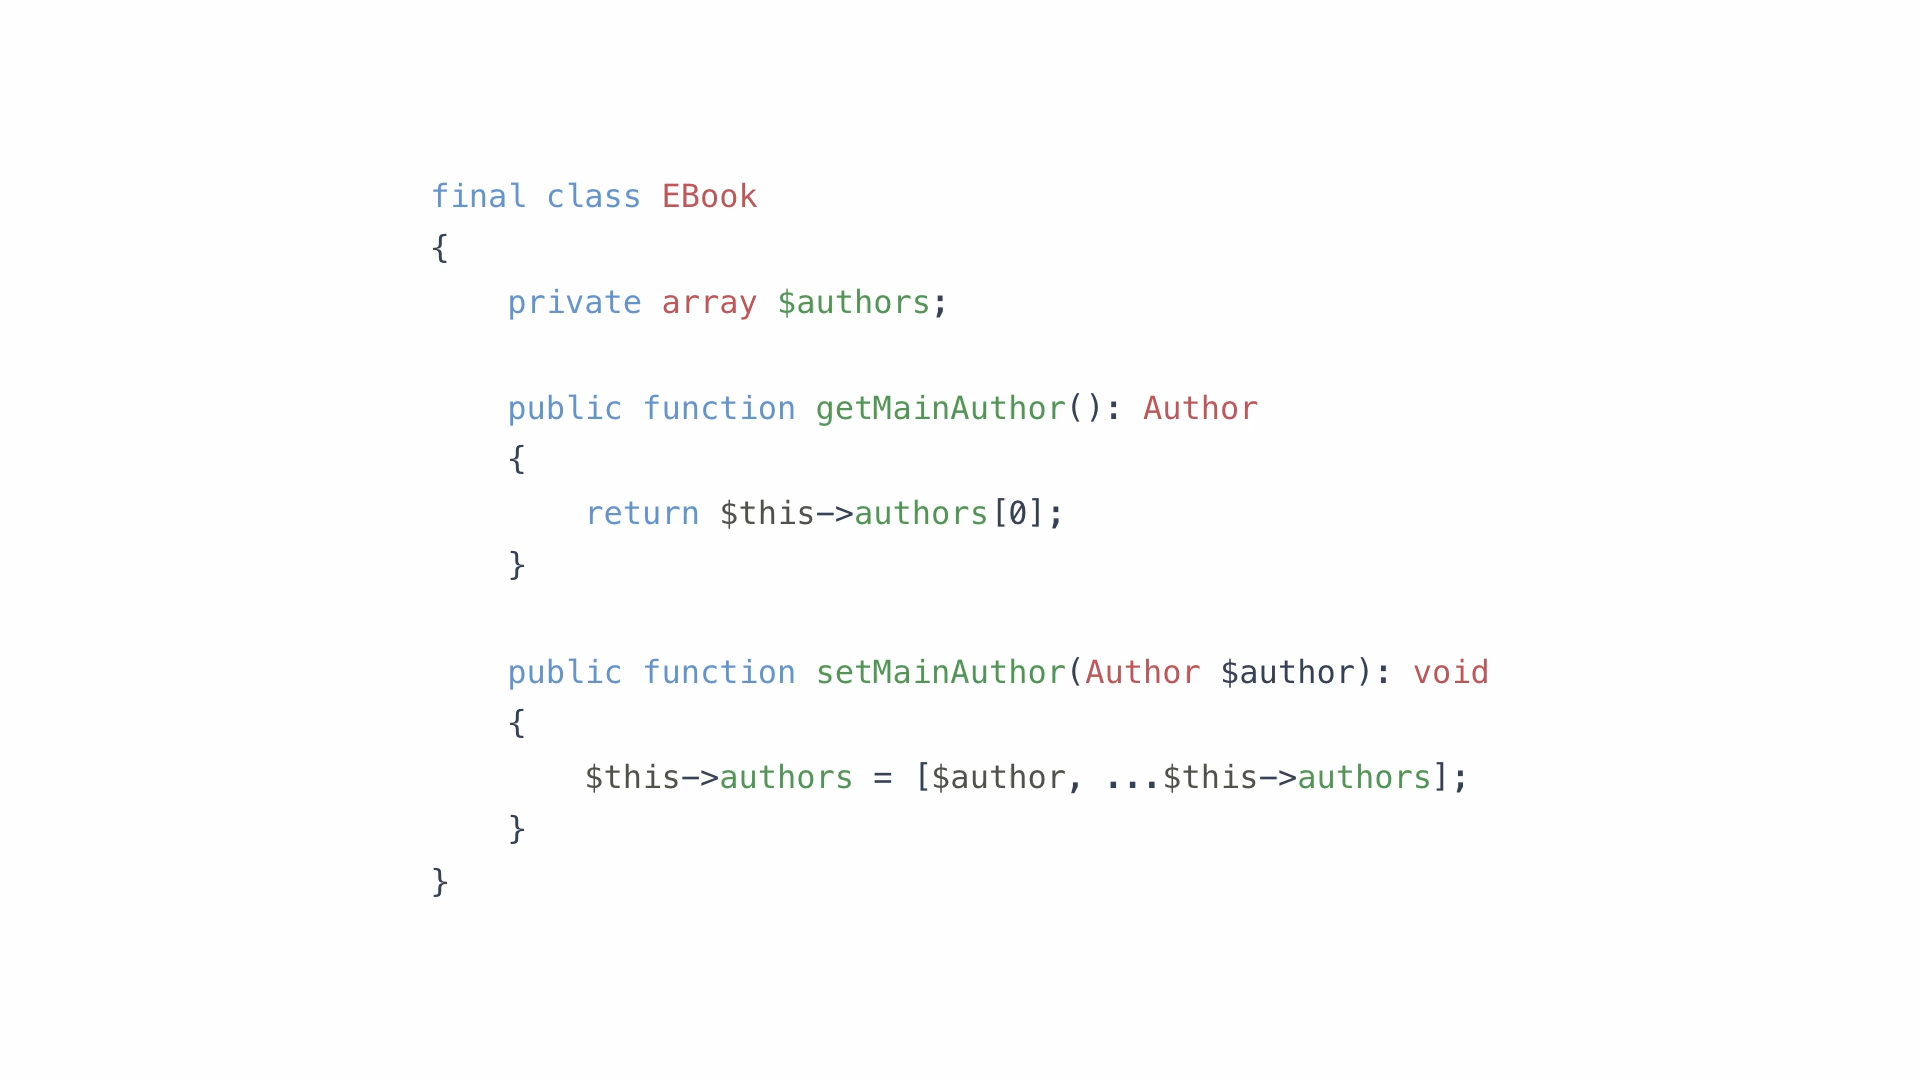 final class EBook
{
    private array $authors;

    public function getMainAuthor(): Author
    {
        return $this->authors[0];
    }

    public function setMainAuthor(Author $author): void
    {
        $this->authors = [$author, ...$this->authors];
    }
}